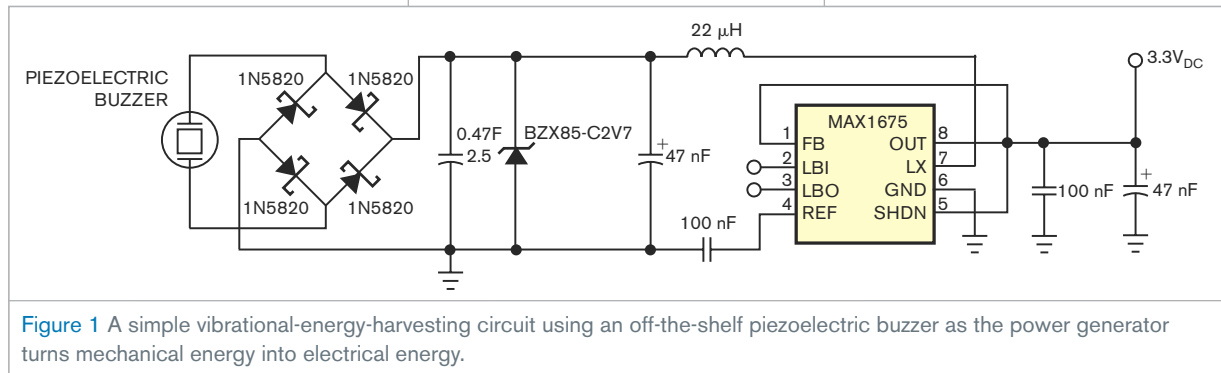 22 μH
3.3VDC
PIEZOELECTRIC
BUZZER
1N5820
1N5820
1N5820
1N5820
0.47F
2.5
BZX85-C2V7
+
47 nF
100 nF
MAX1675
1
FB
2
LBI
3
LBO
4
REF
8
OUT
7
LX
6
GND
5
SHDN
100 nF
+
47 nF
Figure 1 A simple vibrational-energy-harvesting circuit using an off-the-shelf piezoelectric buzzer as the power generator
turns mechanical energy into electrical energy.